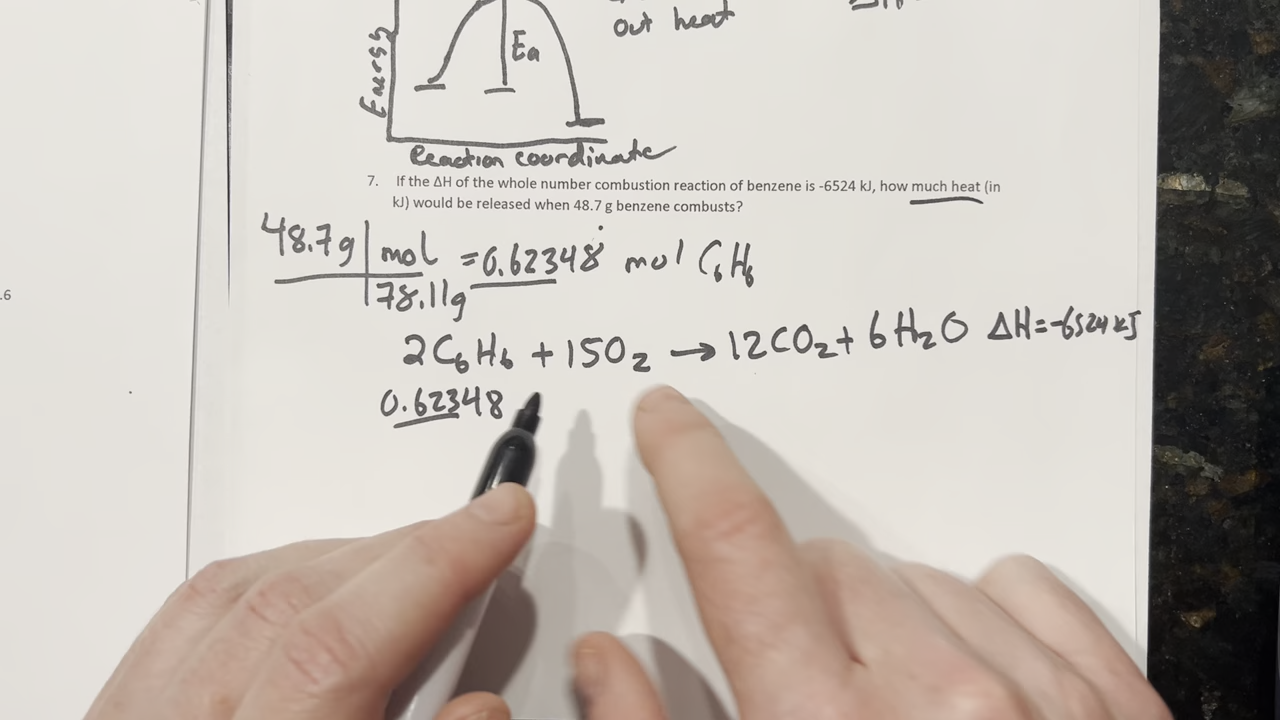 out heat
Energy
Ea
Reaction coordinate
7. If the ΔH of the whole number combustion reaction of benzene is -6524 kJ, how much heat (in
kJ) would be released when 48.7 g benzene combusts?
48.7g | mol = 0.62348 mol C6H6
78.11g
2C6H6 + 15O2 → 12CO2 + 6H2O ΔH=-6524 kJ
0.62348
.6